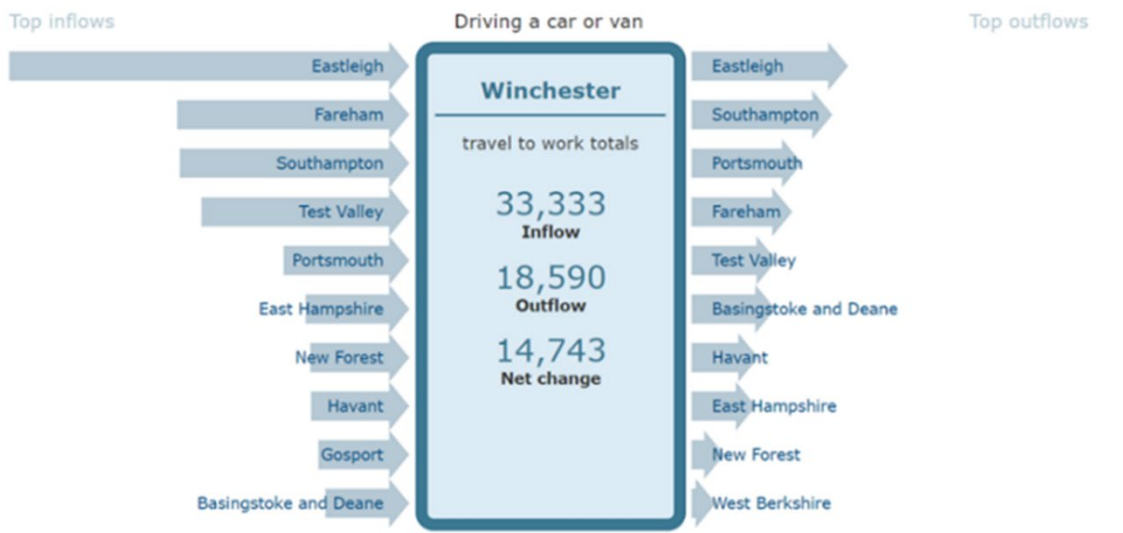 Top inflows
Driving a car or van
Top outflows
Eastleigh
Fareham
Southampton
Test Valley
Portsmouth
East Hampshire
New Forest
Havant
Gosport
Basingstoke and Deane
Winchester
travel to work totals
33,333
Inflow
18,590
Outflow
14,743
Net change
Eastleigh
Southampton
Portsmouth
Fareham
Test Valley
Basingstoke and Deane
Havant
East Hampshire
New Forest
West Berkshire